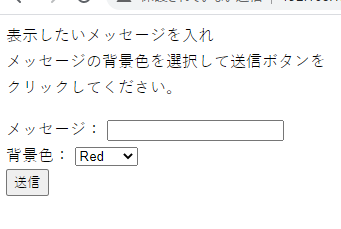 表示したいメッセージを入れ
メッセージの背景色を選択して送信ボタンを
クリックしてください。
メッセージ：
背景色： Red
送信